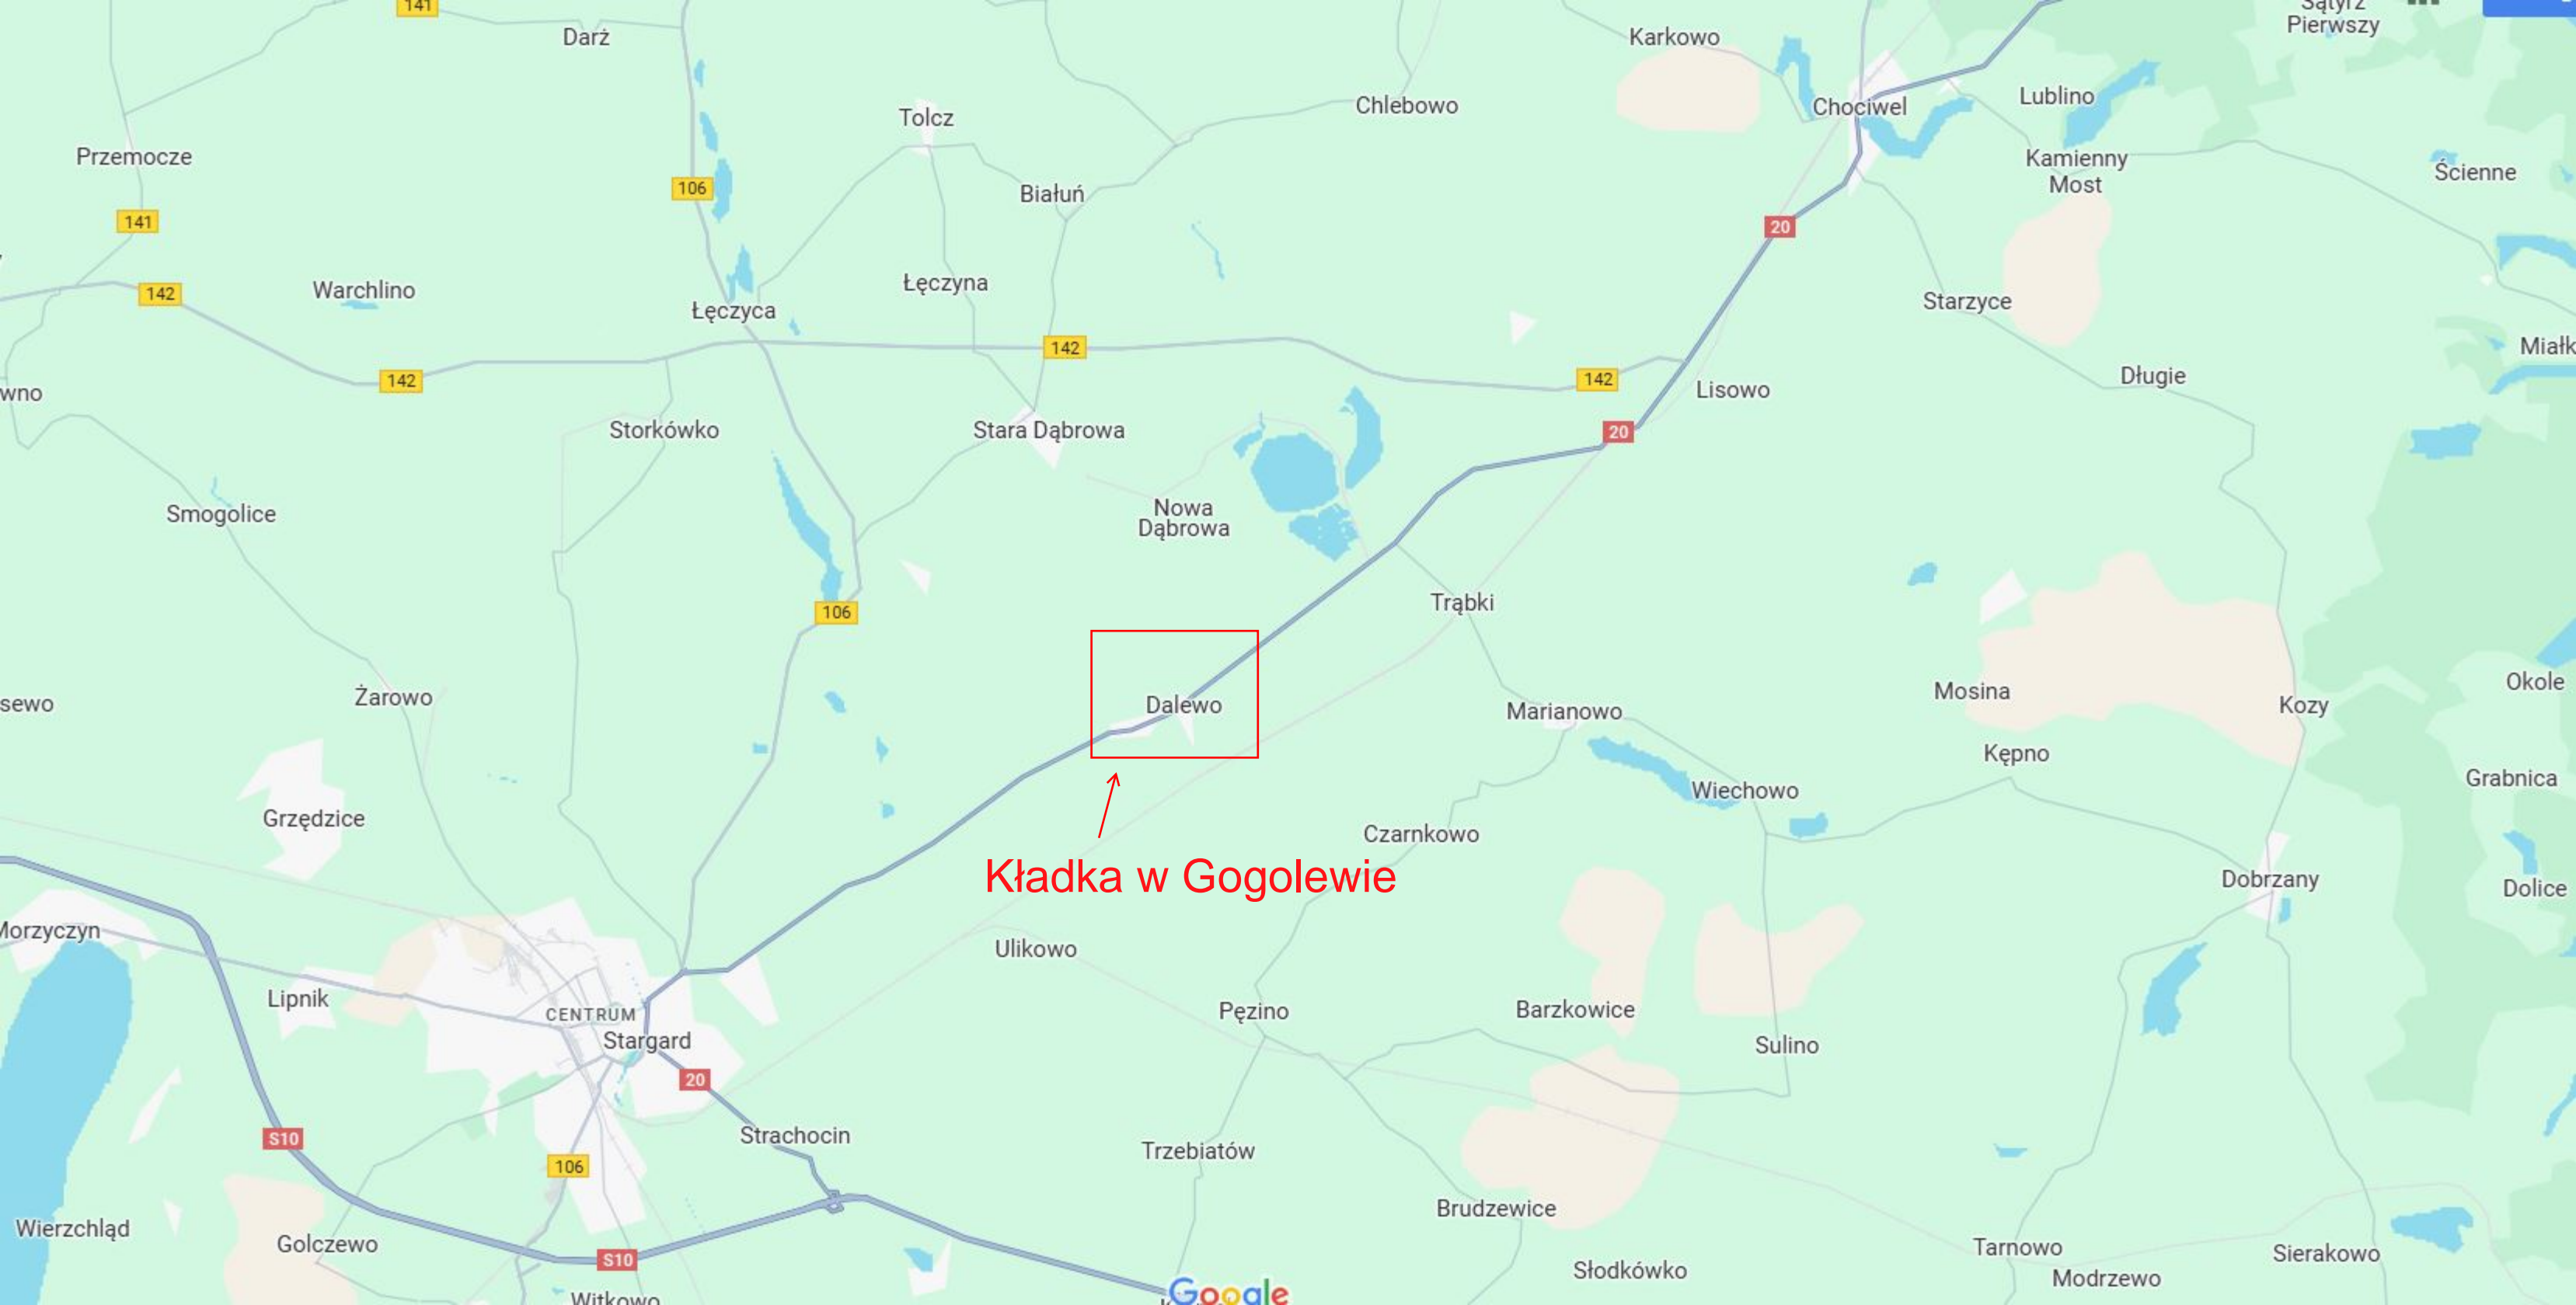 141
Darż
Karkowo
Pierwszy
Chociwel
Lublino
Tolcz
Chlebowo
Przemocze
Kamienny
Most
Ścienne
106
Białuń
141
20
Łęczyna
Warchlino
142
Łęczyca
Starzyce
142
142
142
Miałk
wno
Długie
Lisowo
Storkówko
Stara Dąbrowa
20
Smogolice
Nowa
Dąbrowa
Trąbki
106
Żarowo
sewo
Dalewo
Marianowo
Mosina
Kozy
Okole
Kępno
Grabnica
Wiechowo
Grzędzice
Czarnkowo
Kładka w Gogolewie
Dobrzany
Dolice
Morzyczyn
Ulikowo
Lipnik
CENTRUM
Stargard
Pęzino
Barzkowice
Sulino
20
S10
Strachocin
Trzebiatów
106
Brudzewice
Wierzchląd
Golczewo
S10
Tarnowo
Sierakowo
Słodkówko
Modrzewo
Witkowo
Google